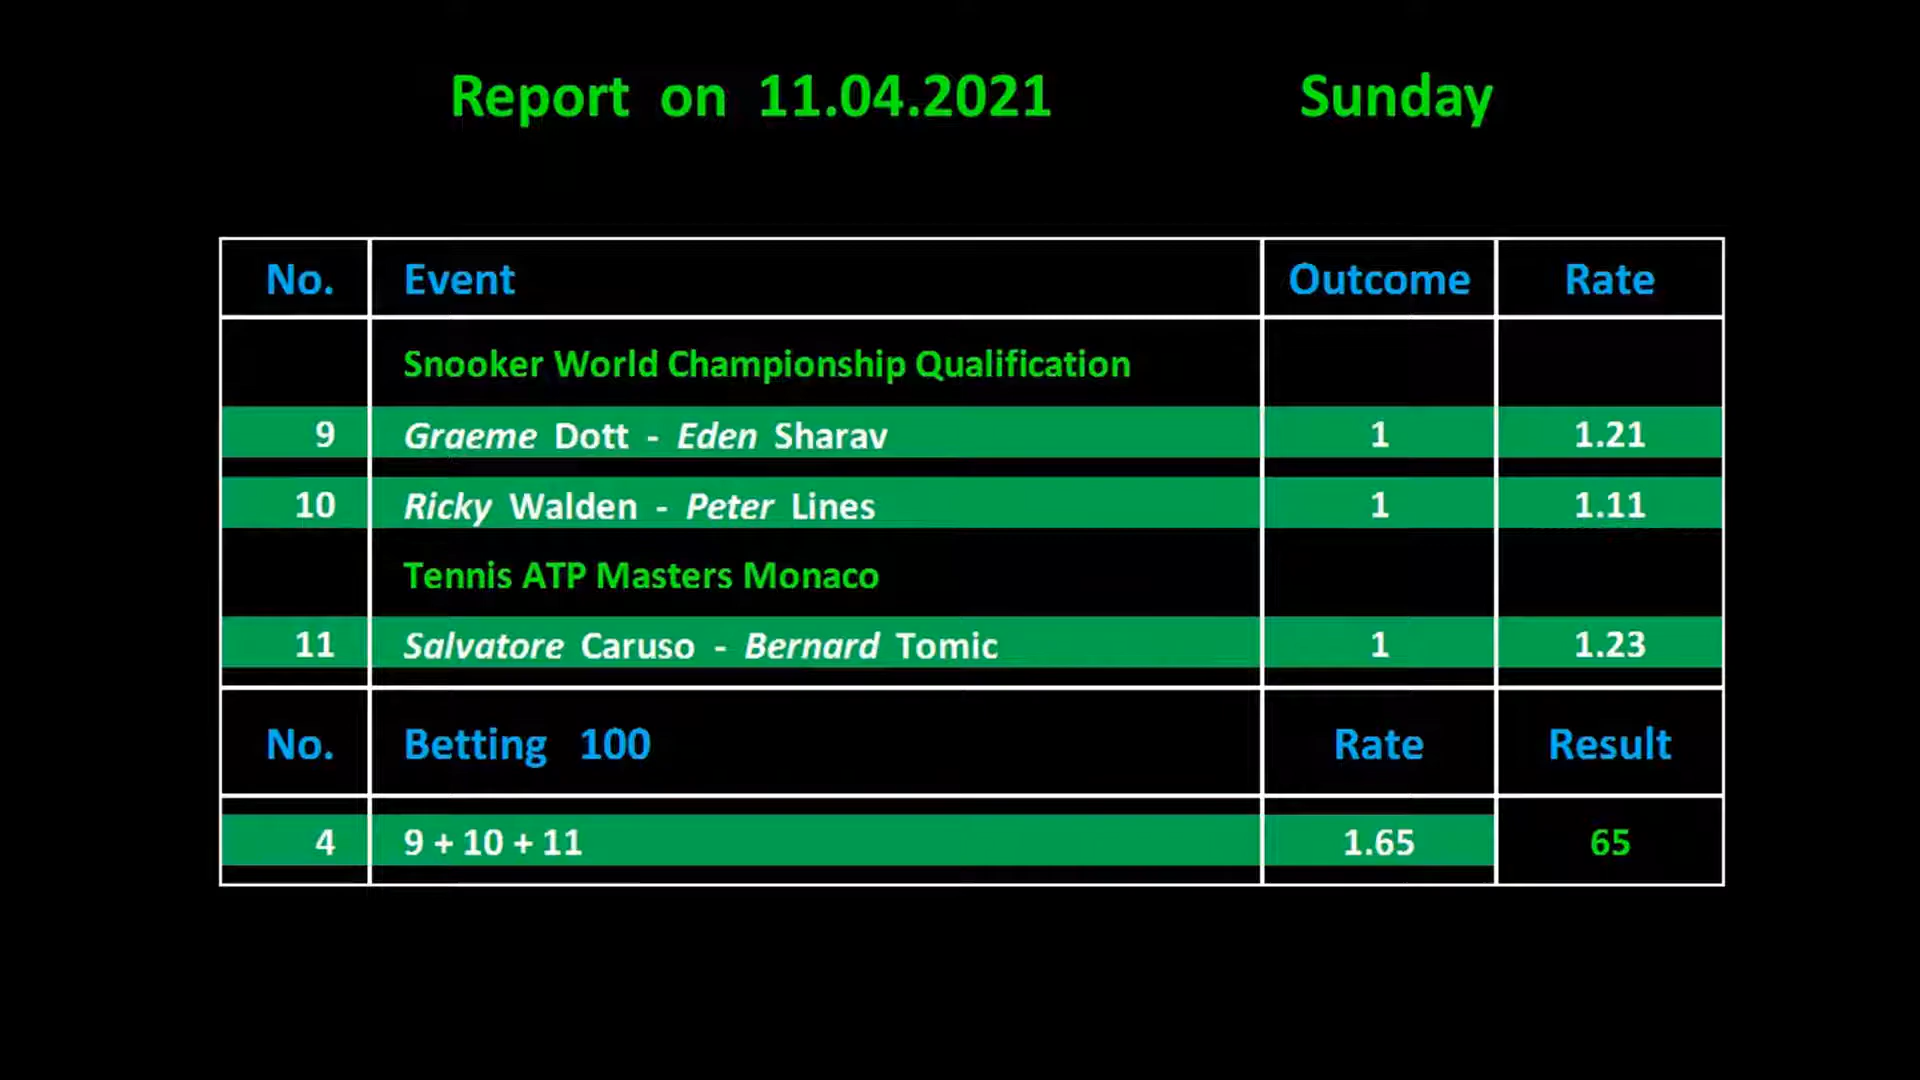 Report on 11.04.2021 Sunday
No. Event Outcome Rate
Snooker World Championship Qualification
9 Graeme Dott - Eden Sharav 1 1.21
10 Ricky Walden - Peter Lines 1 1.11
Tennis ATP Masters Monaco
11 Salvatore Caruso - Bernard Tomic 1 1.23
No. Betting 100 Rate Result
4 9 + 10 + 11 1.65 65